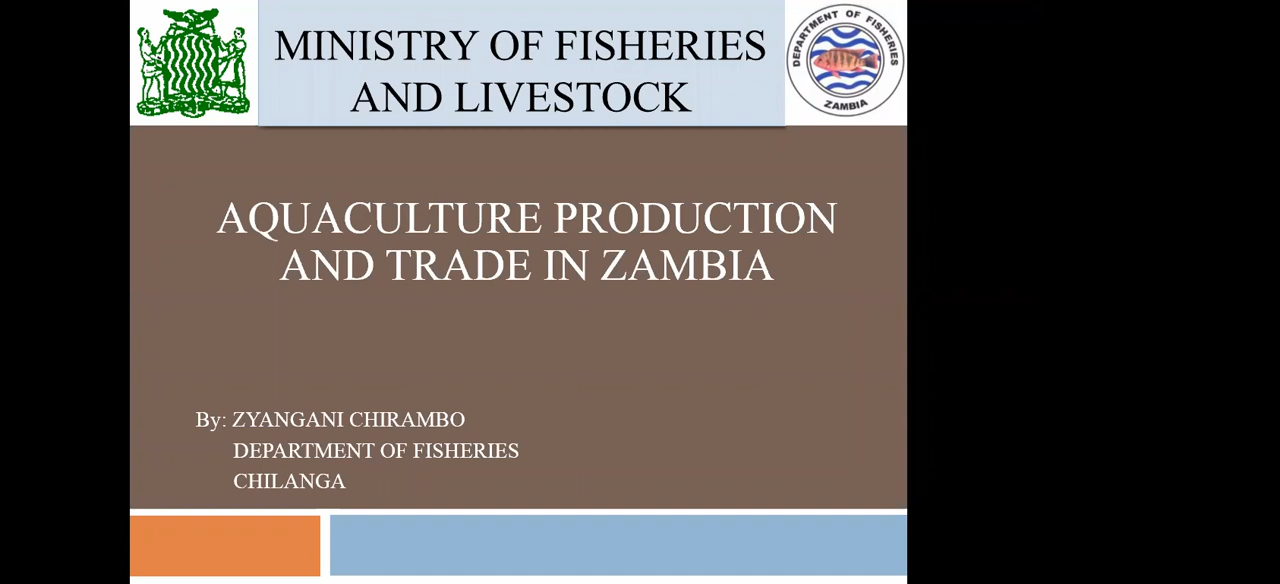 MINISTRY OF FISHERIES
AND LIVESTOCK
DEPARTMENT OF FISHERIES
ZAMBIA
AQUACULTURE PRODUCTION
AND TRADE IN ZAMBIA
By: ZYANGANI CHIRAMBO
DEPARTMENT OF FISHERIES
CHILANGA